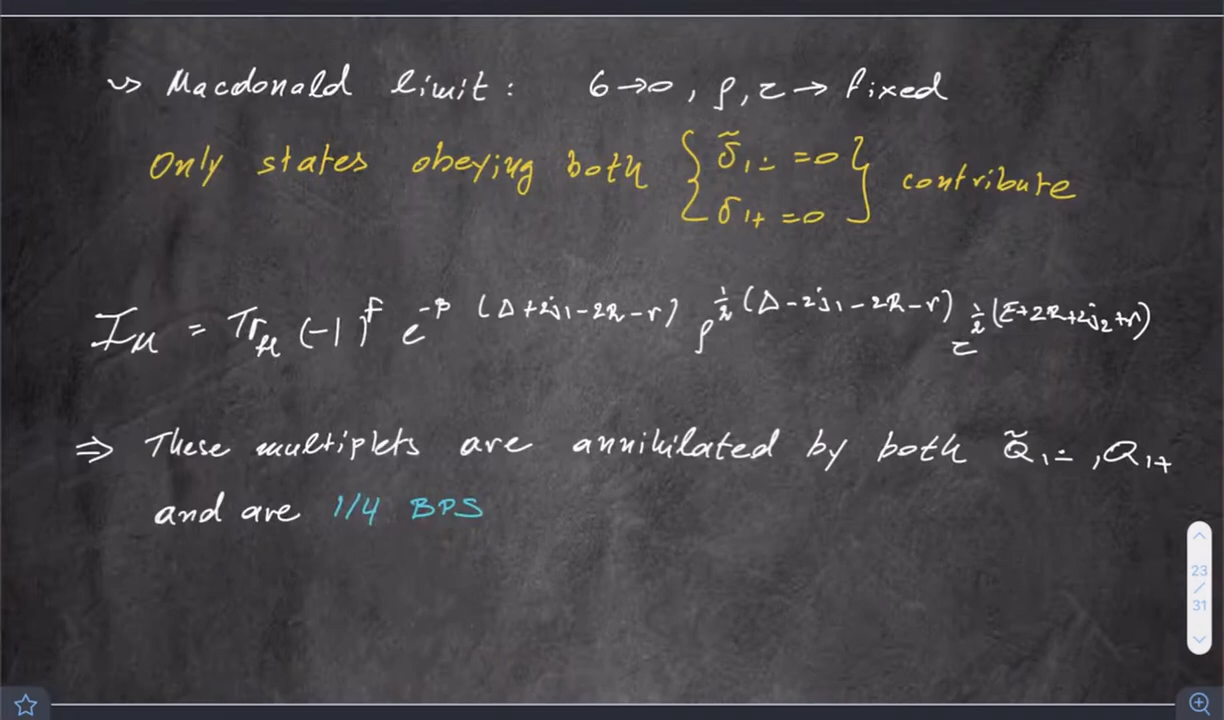 ↝ Macdonald limit : σ→0 , ρ, τ → fixed
Only states obeying both { δ̃₁∸ =0 } contribute
δ₁₊ =0
I_M = Tr_M (-1)^F e^{-β (Δ+2j₁-2R-r)} ρ^{½(Δ-2j₁-2R-r)} τ^{½(E+2R+2j₂+r)}
⇒ These multiplets are annihilated by both Q̃₁∸ , Q₁₊
and are 1/4 BPS
23
/
31